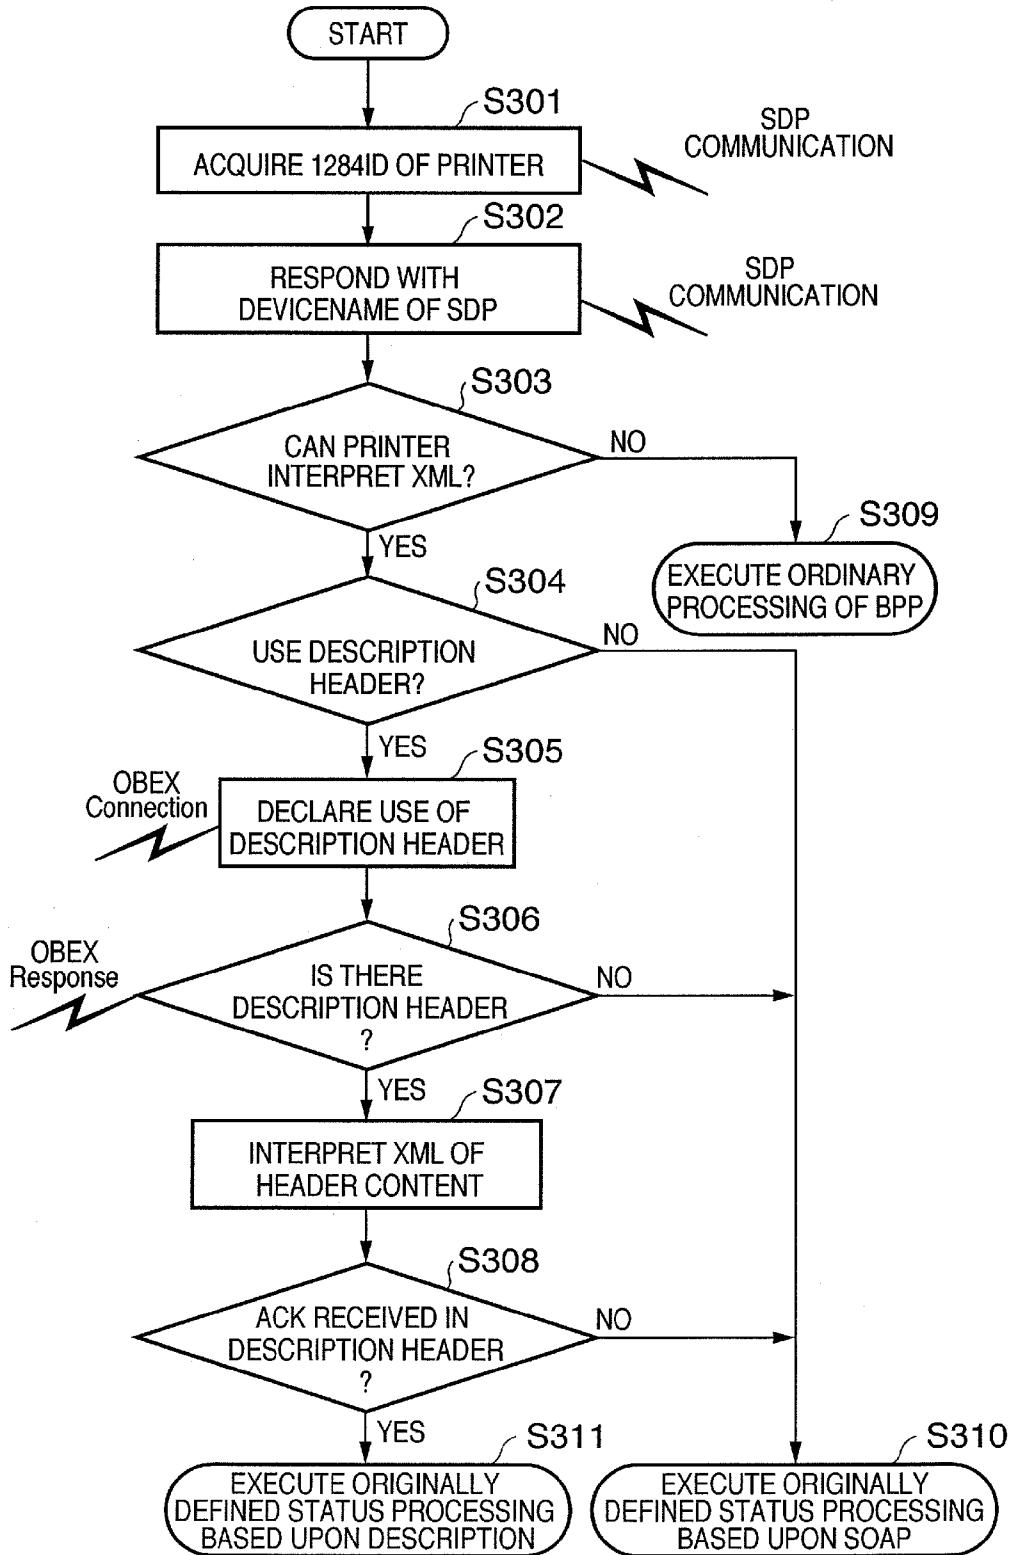 START
S301
ACQUIRE 1284ID OF PRINTER
SDP
COMMUNICATION
S302
RESPOND WITH
DEVICENAME OF SDP
SDP
COMMUNICATION
S303
CAN PRINTER
INTERPRET XML?
NO
YES
S309
EXECUTE ORDINARY
PROCESSING OF BPP
S304
USE DESCRIPTION
HEADER?
NO
YES
S305
OBEX
Connection
DECLARE USE OF
DESCRIPTION HEADER
S306
OBEX
Response
IS THERE
DESCRIPTION HEADER
?
NO
YES
S307
INTERPRET XML OF
HEADER CONTENT
S308
ACK RECEIVED IN
DESCRIPTION HEADER
?
NO
YES
S311
EXECUTE ORIGINALLY
DEFINED STATUS PROCESSING
BASED UPON DESCRIPTION
S310
EXECUTE ORIGINALLY
DEFINED STATUS PROCESSING
BASED UPON SOAP